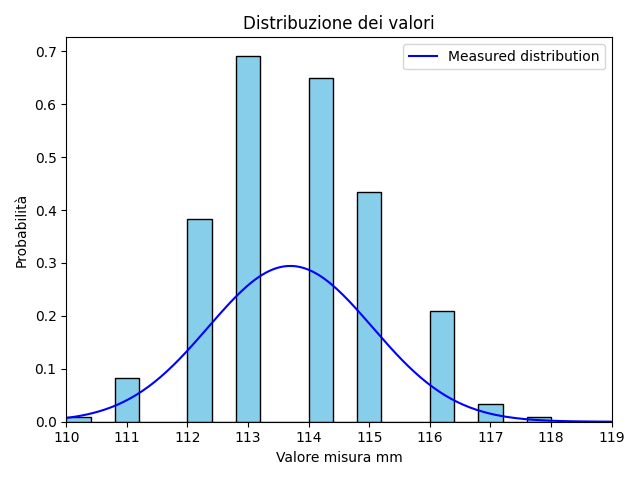 Distribuzione dei valori
Measured distribution
Probabilità
0.7
0.6
0.5
0.4
0.3
0.2
0.1
0.0
110 111 112 113 114 115 116 117 118 119
Valore misura mm